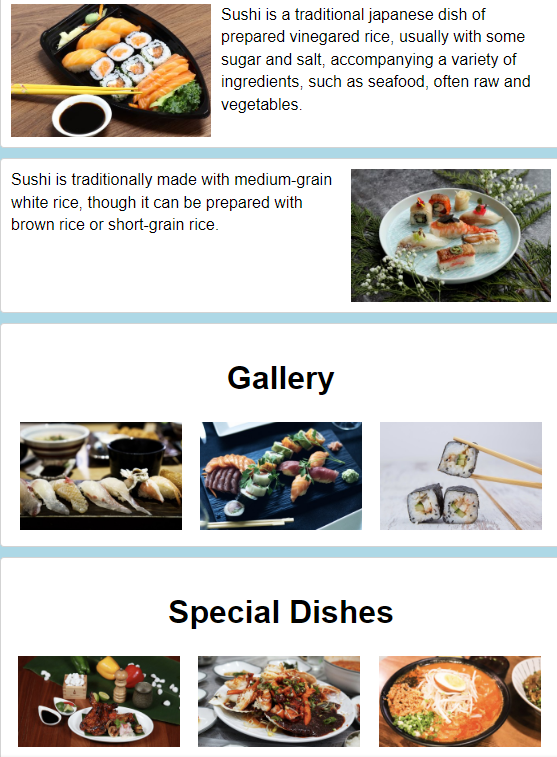 Sushi is a traditional japanese dish of
prepared vinegared rice, usually with some
sugar and salt, accompanying a variety of
ingredients, such as seafood, often raw and
vegetables.
Sushi is traditionally made with medium-grain
white rice, though it can be prepared with
brown rice or short-grain rice.
Gallery
Special Dishes